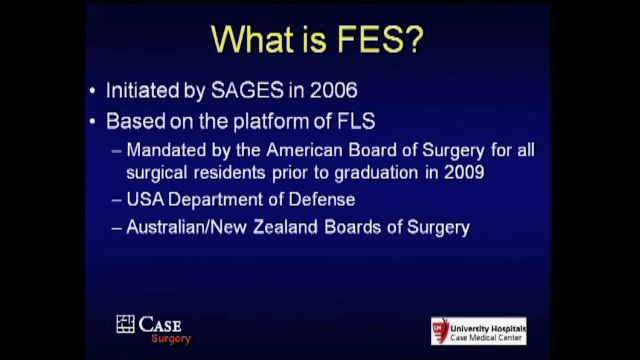 What is FES?
• Initiated by SAGES in 2006
• Based on the platform of FLS
– Mandated by the American Board of Surgery for all
surgical residents prior to graduation in 2009
– USA Department of Defense
– Australian/New Zealand Boards of Surgery
CASE
Surgery
University Hospitals
Case Medical Center